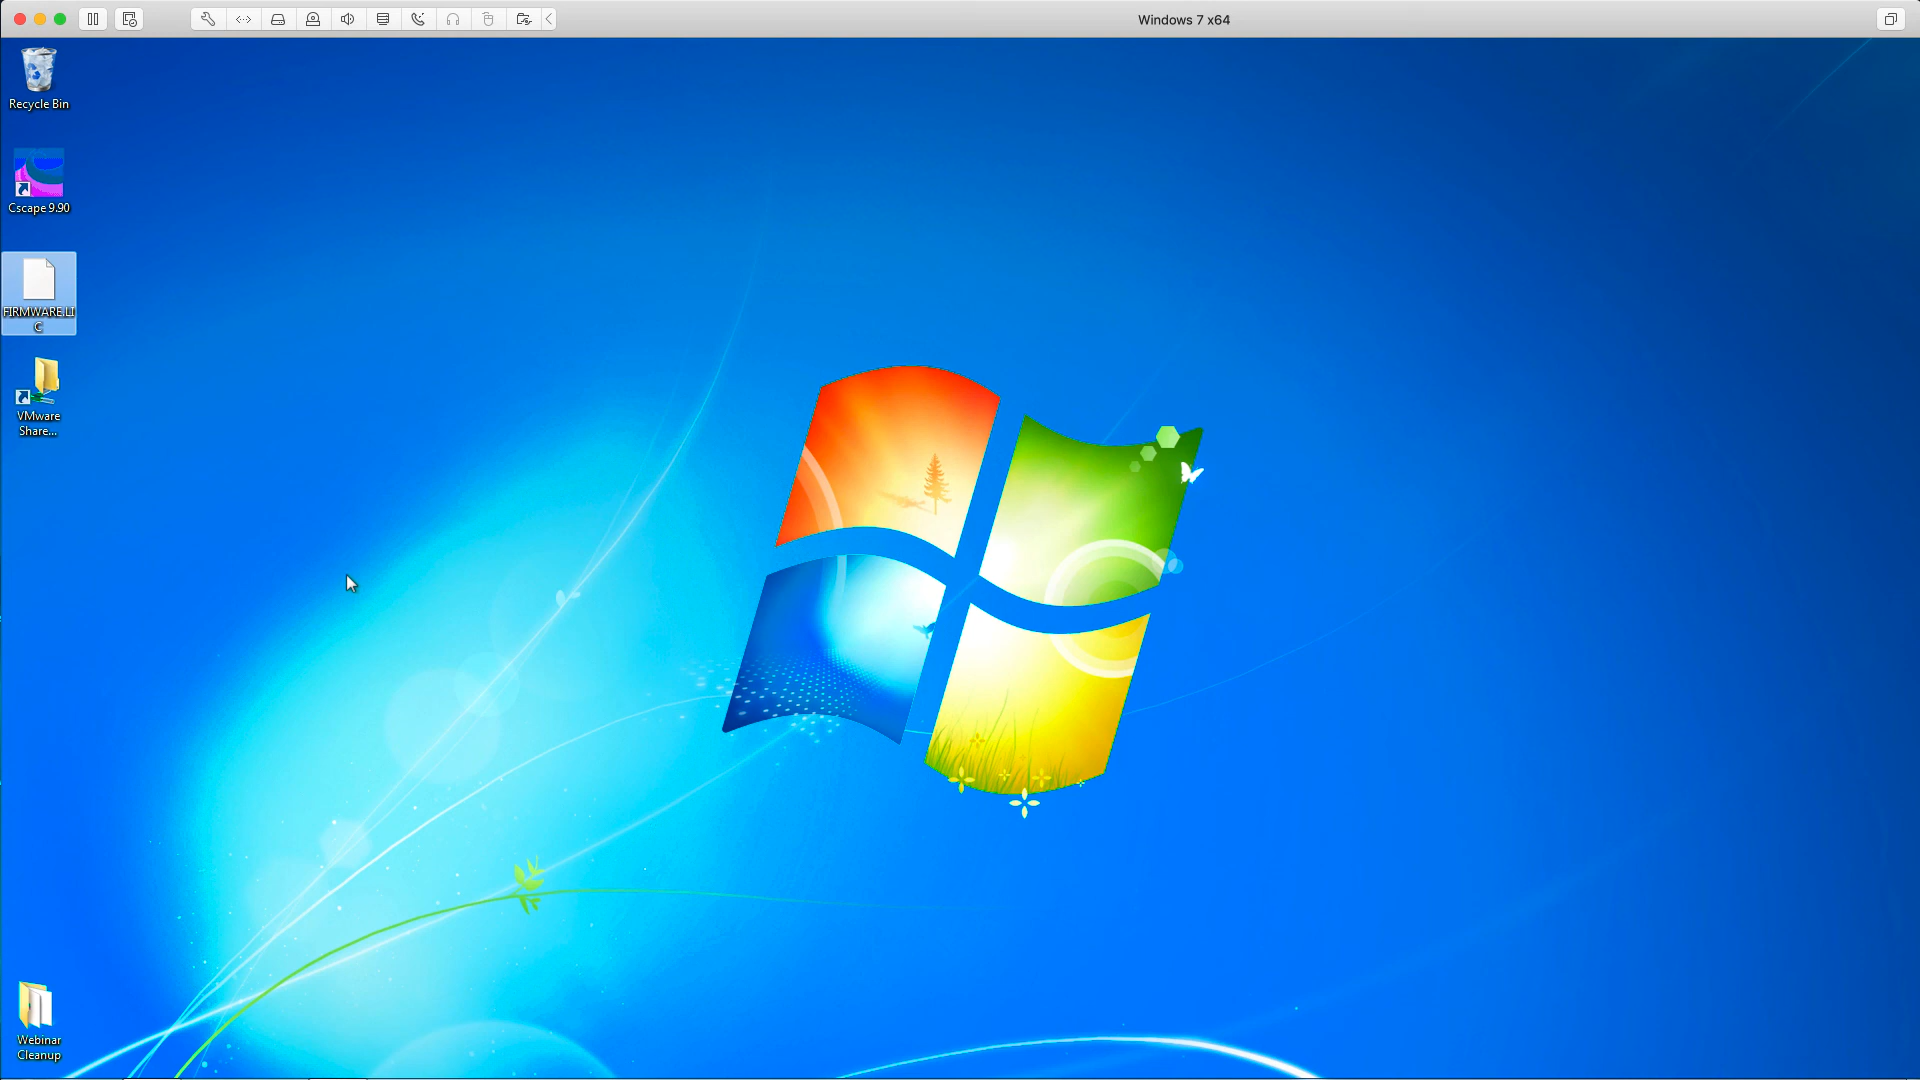 Windows 7 x64
Recycle Bin
Cscape 9.90
FIRMWARE.LI
C
VMware
Share...
Webinar
Cleanup